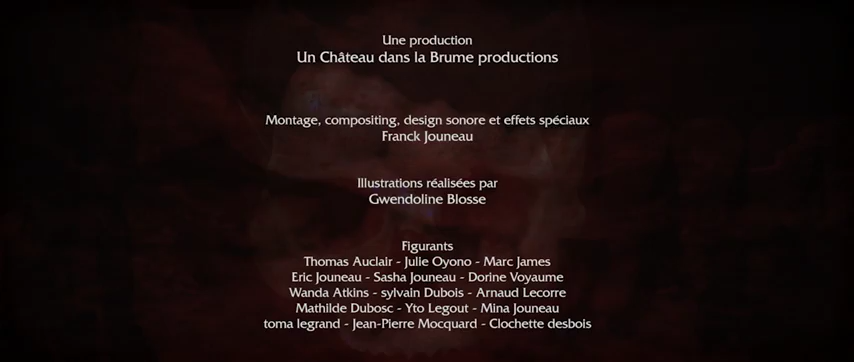 Une production
Un Château dans la Brume productions
Montage, compositing, design sonore et effets spéciaux
Franck Jouneau
Illustrations réalisées par
Gwendoline Blosse
Figurants
Thomas Auclair - Julie Oyono - Marc James
Eric Jouneau - Sasha Jouneau - Dorine Voyaume
Wanda Atkins - sylvain Dubois - Arnaud Lecorre
Mathilde Dubosc - Yto Legout - Mina Jouneau
toma legrand - Jean-Pierre Mocquard - Clochette desbois